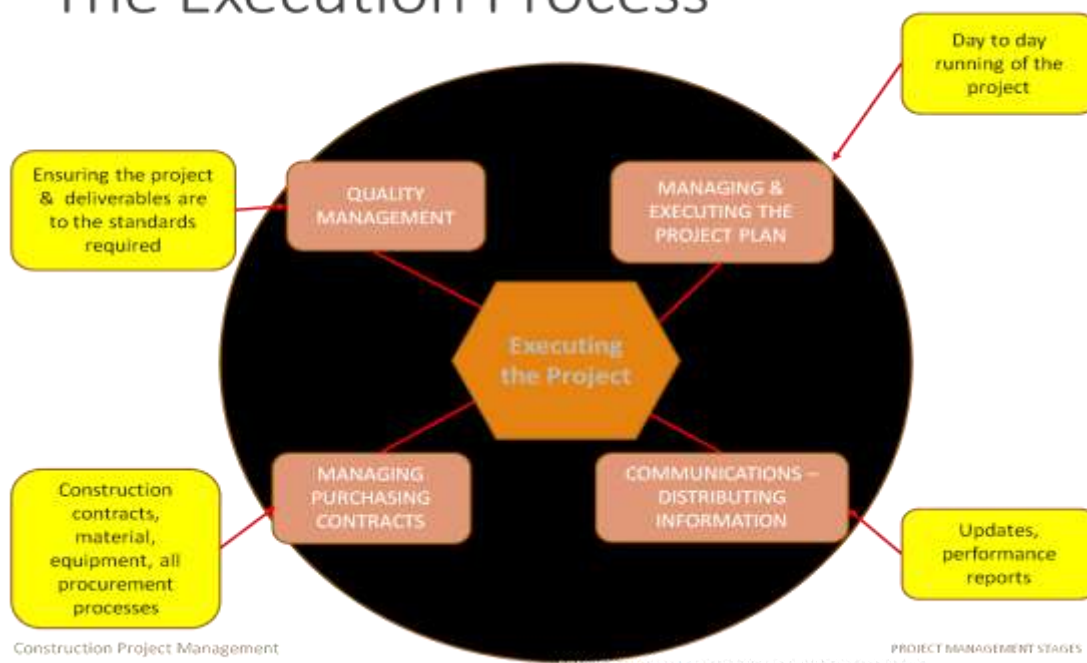 The Execution Process
Day to day
running of the
project
Ensuring the project
& deliverables are
to the standards
required
QUALITY
MANAGEMENT
MANAGING &
EXECUTING THE
PROJECT PLAN
Executing
the Project
MANAGING
PURCHASING
CONTRACTS
COMMUNICATIONS –
DISTRIBUTING
INFORMATION
Construction
contracts,
material,
equipment, all
procurement
processes
Updates,
performance
reports
Construction Project Management
PROJECT MANAGEMENT STAGES